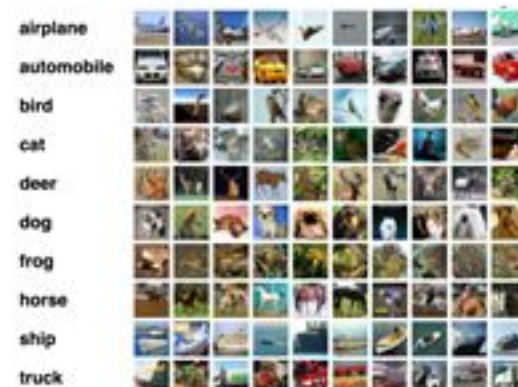 airplane
automobile
bird
cat
deer
dog
frog
horse
ship
truck